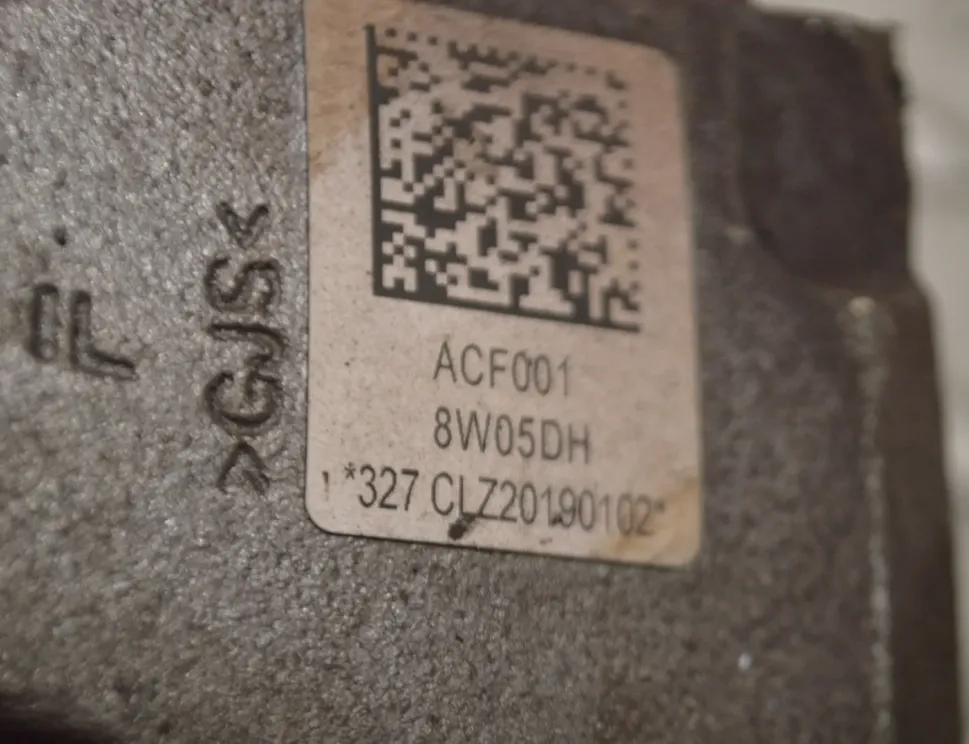 ACF001
8W05DH
*327 CLZ20190102*
>GJS<